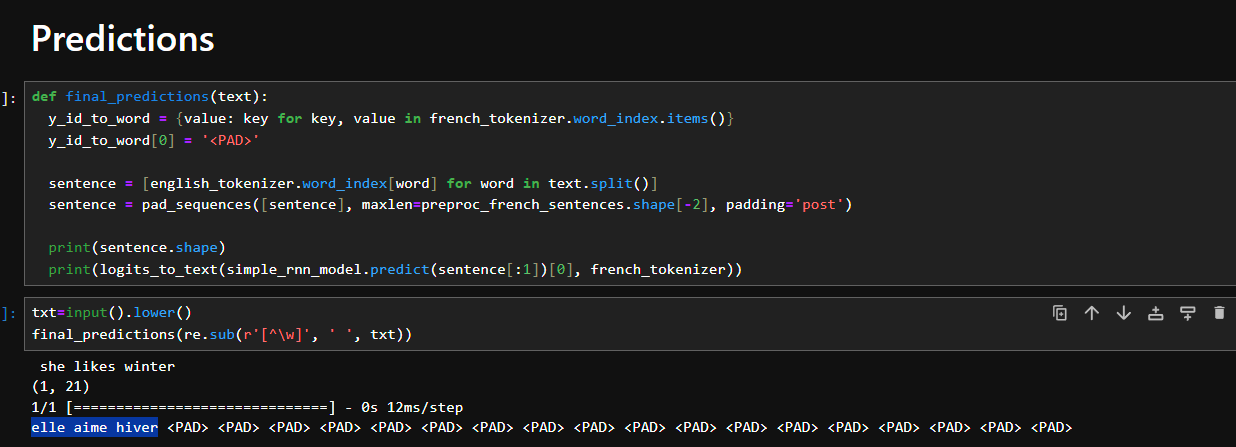 Predictions
]: def final_predictions(text):
y_id_to_word = {value: key for key, value in french_tokenizer.word_index.items()}
y_id_to_word[0] = '<PAD>'
sentence = [english_tokenizer.word_index[word] for word in text.split()]
sentence = pad_sequences([sentence], maxlen=preproc_french_sentences.shape[-2], padding='post')
print(sentence.shape)
print(logits_to_text(simple_rnn_model.predict(sentence[:1])[0], french_tokenizer))
]: txt=input().lower()
final_predictions(re.sub(r'[^\w]', ' ', txt))
she likes winter
(1, 21)
1/1 [==============================] - 0s 12ms/step
elle aime hiver <PAD> <PAD> <PAD> <PAD> <PAD> <PAD> <PAD> <PAD> <PAD> <PAD> <PAD> <PAD> <PAD> <PAD> <PAD> <PAD> <PAD> <PAD>